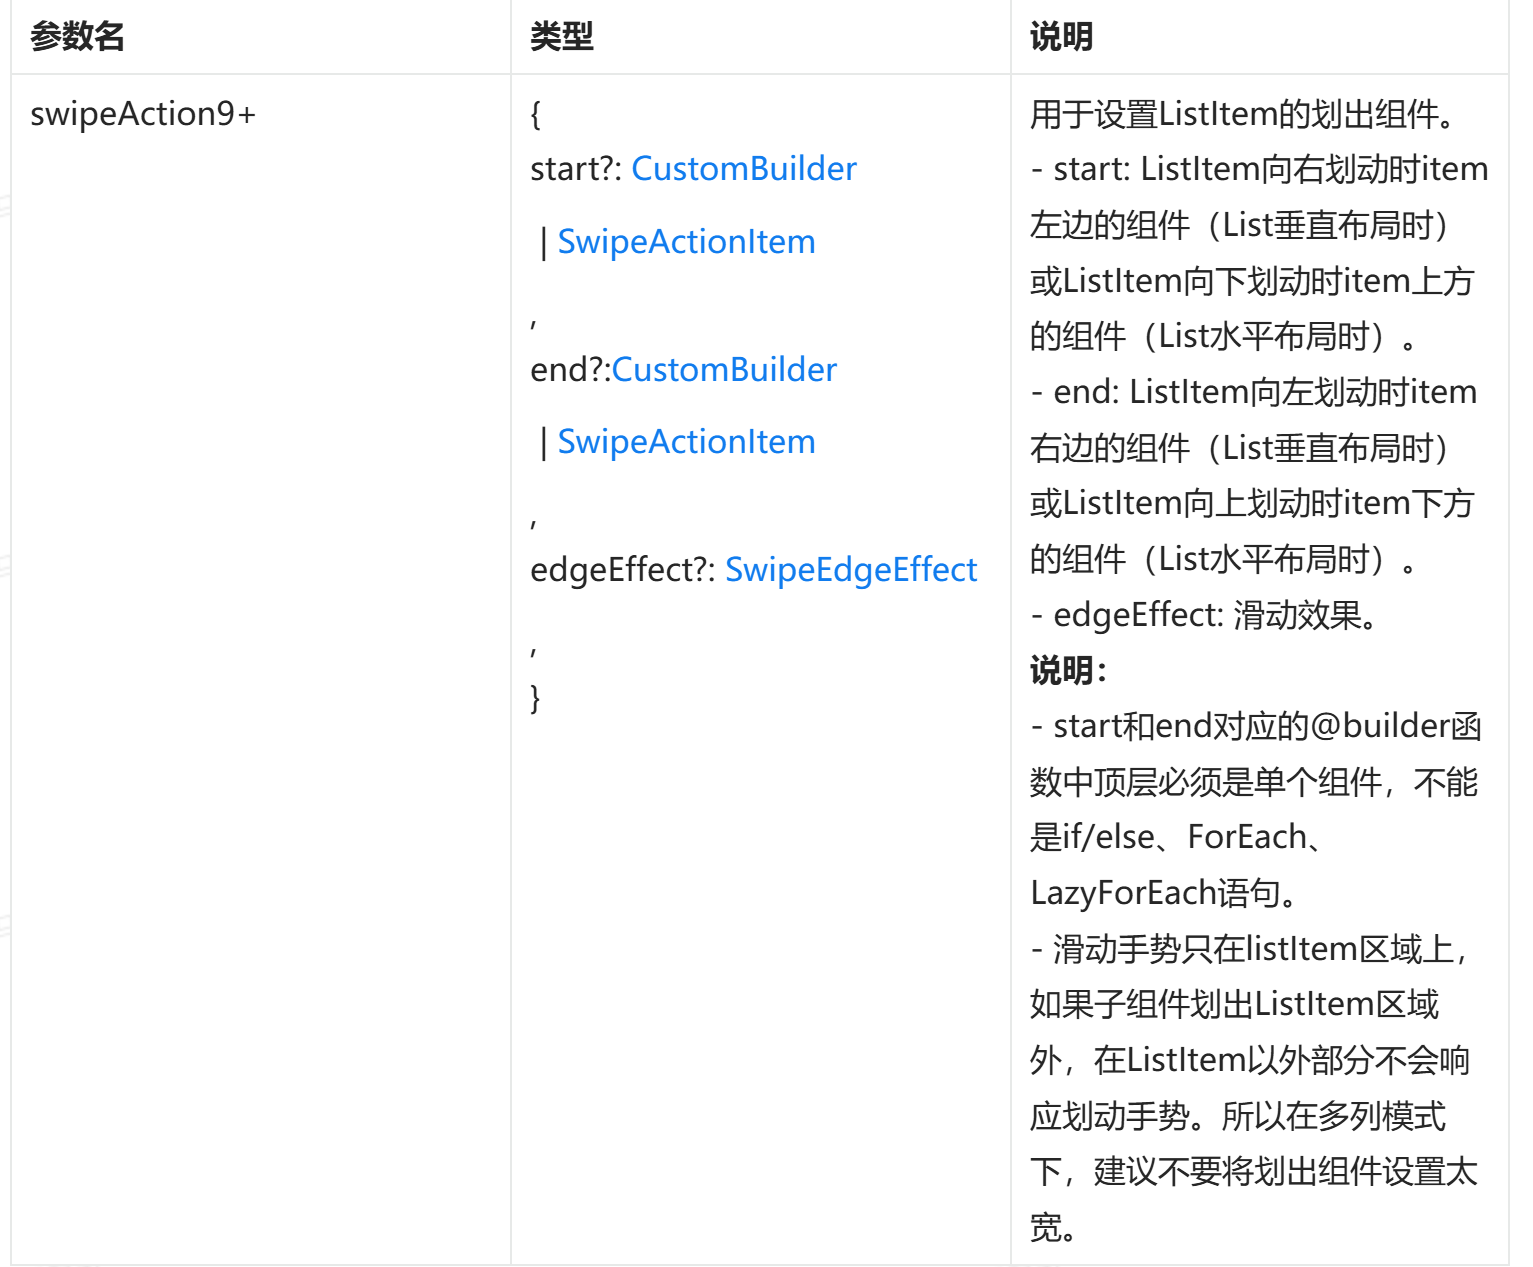 参数名
类型
说明
swipeAction9+
{
start?: CustomBuilder
| SwipeActionItem
,
end?:CustomBuilder
| SwipeActionItem
,
edgeEffect?: SwipeEdgeEffect
,
}
用于设置ListItem的划出组件。
- start: ListItem向右划动时item
左边的组件（List垂直布局时）
或ListItem向下划动时item上方
的组件（List水平布局时）。
- end: ListItem向左划动时item
右边的组件（List垂直布局时）
或ListItem向上划动时item下方
的组件（List水平布局时）。
- edgeEffect: 滑动效果。
说明：
- start和end对应的@builder函
数中顶层必须是单个组件，不能
是if/else、ForEach、
LazyForEach语句。
- 滑动手势只在listItem区域上，
如果子组件划出ListItem区域
外，在ListItem以外部分不会响
应划动手势。所以在多列模式
下，建议不要将划出组件设置太
宽。